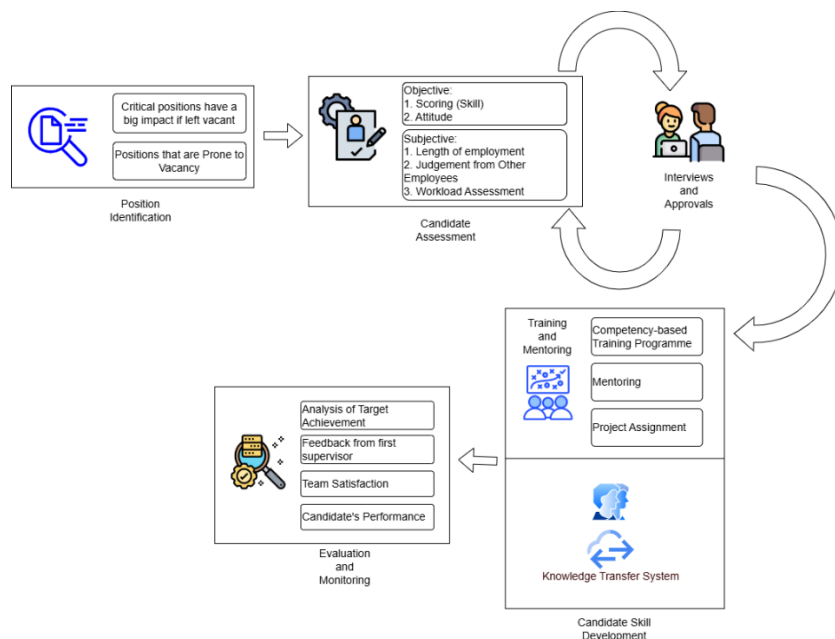 Critical positions have a
big impact if left vacant
Positions that are Prone to
Vacancy
Position
Identification
Objective:
1. Scoring (Skill)
2. Attitude
Subjective:
1. Length of employment
2. Judgement from Other
Employees
3. Workload Assessment
Candidate
Assessment
Interviews
and
Approvals
Training
and
Mentoring
Competency-based
Training Programme
Mentoring
Project Assignment
Knowledge Transfer System
Candidate Skill
Development
Analysis of Target
Achievement
Feedback from first
supervisor
Team Satisfaction
Candidate's Performance
Evaluation
and
Monitoring